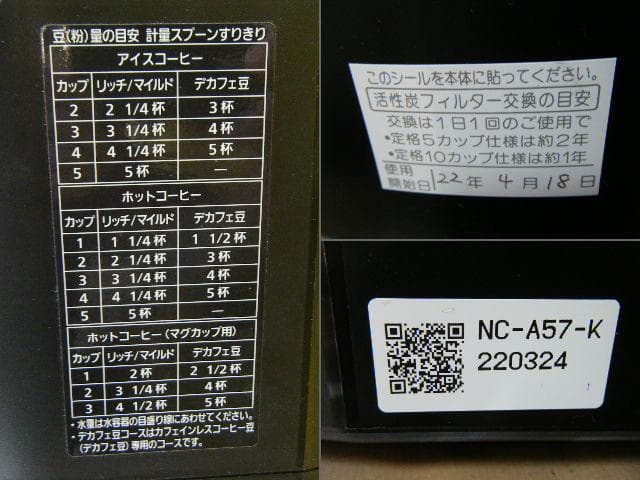 豆(粉)量の目安 計量スプーンすりきり
アイスコーヒー
カップ リッチ/マイルド デカフェ豆
2 2 1/4杯 3杯
3 3 1/4杯 4杯
4 4 1/4杯 5杯
5 5杯 —
ホットコーヒー
カップ リッチ/マイルド デカフェ豆
1 1 1/4杯 1 1/2杯
2 2 1/4杯 3杯
3 3 1/4杯 4杯
4 4 1/4杯 5杯
5 5杯 —
ホットコーヒー(マグカップ用)
カップ リッチ/マイルド デカフェ豆
1 2杯 2 1/2杯
2 3 1/4杯 4杯
3 4 1/2杯 5杯
・水量は水容器の目盛り線にあわせてください。
・デカフェ豆コースはカフェインレスコーヒー豆
(デカフェ豆)専用のコースです。
このシールを本体に貼ってください。
活性炭フィルター交換の目安
交換は1日1回のご使用で
•定格5カップ仕様は約2年
•定格10カップ仕様は約1年
使用
開始日 '22年 4月 18日
NC-A57-K
220324